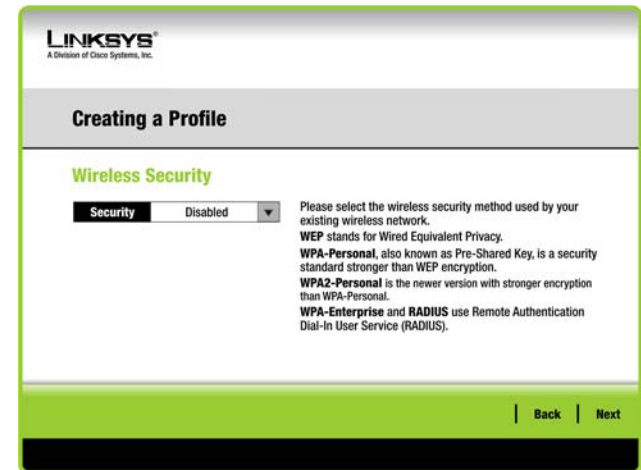 LINKSYS®
A Division of Cisco Systems, Inc.
Creating a Profile
Wireless Security
Security Disabled
Please select the wireless security method used by your
existing wireless network.
WEP stands for Wired Equivalent Privacy.
WPA-Personal, also known as Pre-Shared Key, is a security
standard stronger than WEP encryption.
WPA2-Personal is the newer version with stronger encryption
than WPA-Personal.
WPA-Enterprise and RADIUS use Remote Authentication
Dial-In User Service (RADIUS).
Back Next